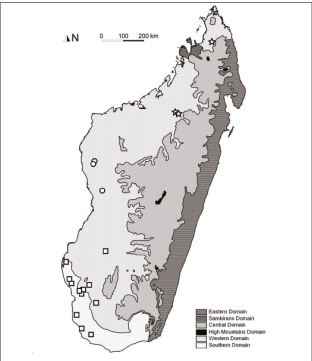 N
0 100 200 km
Eastern Domain
Sambirano Domain
Central Domain
High Mountains Domain
Western Domain
Southern Domain